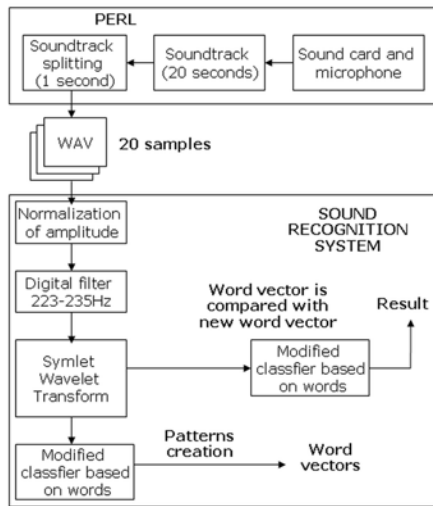 PERL
Soundtrack
splitting
(1 second)
Soundtrack
(20 seconds)
Sound card and
microphone
WAV
20 samples
Normalization
of amplitude
SOUND
RECOGNITION
SYSTEM
Digital filter
223-235Hz
Word vector is
compared with
new word vector
Result
Symlet
Wavelet
Transform
Modified
classfier based
on words
Modified
classifier based
on words
Patterns
creation
Word
vectors